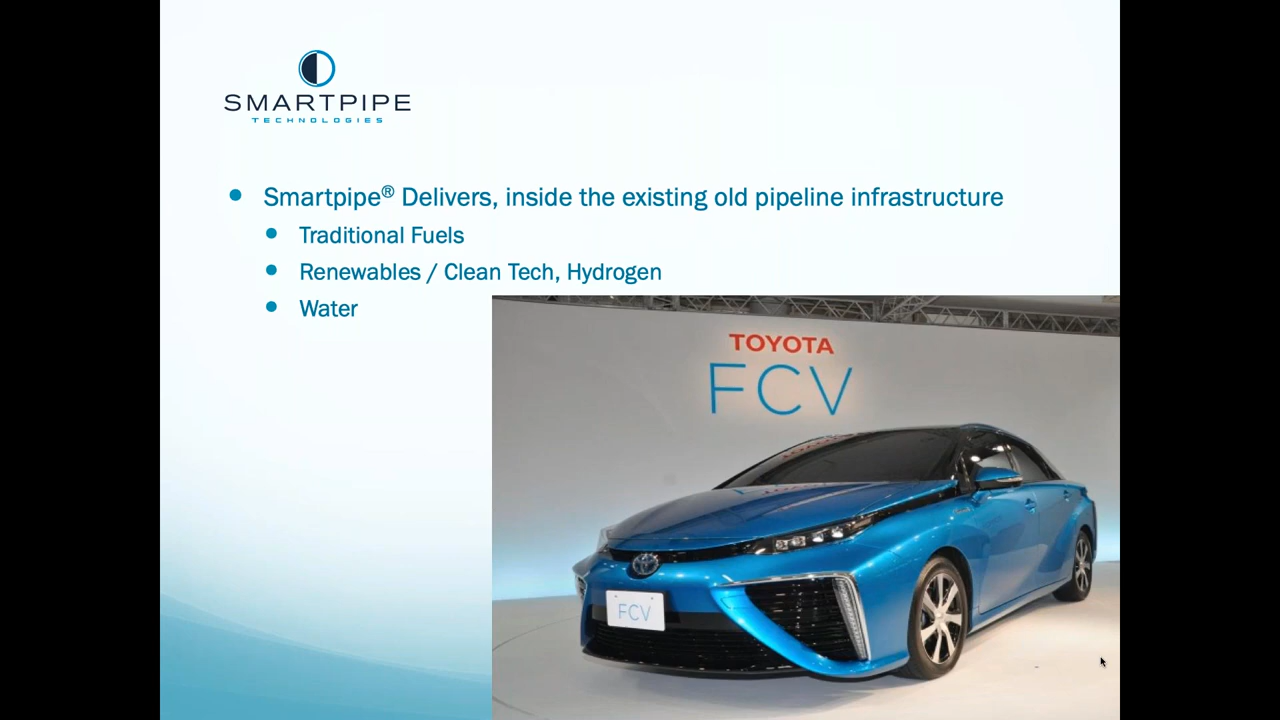 SMARTPIPE
TECHNOLOGIES
Smartpipe® Delivers, inside the existing old pipeline infrastructure
Traditional Fuels
Renewables / Clean Tech, Hydrogen
Water
TOYOTA
FCV
FCV